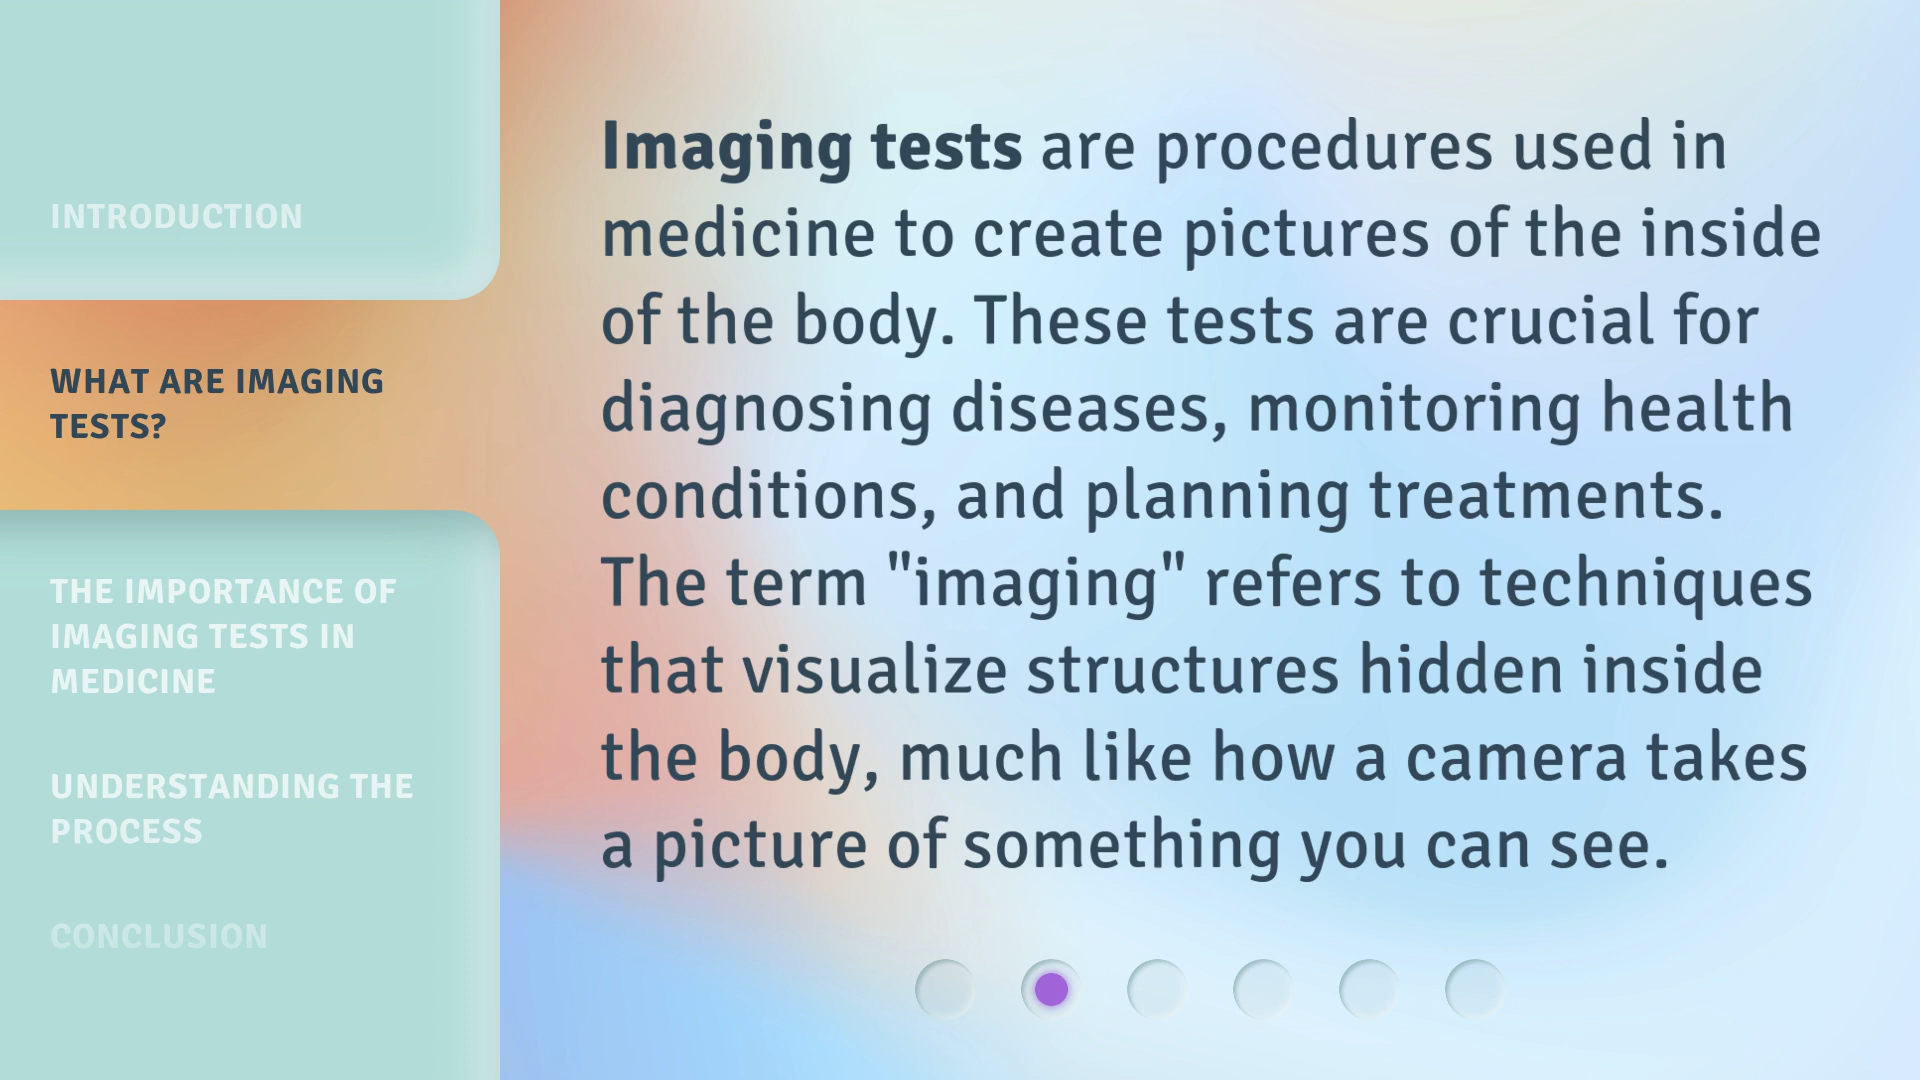 INTRODUCTION
WHAT ARE IMAGING
TESTS?
THE IMPORTANCE OF
IMAGING TESTS IN
MEDICINE
UNDERSTANDING THE
PROCESS
CONCLUSION
Imaging tests are procedures used in
medicine to create pictures of the inside
of the body. These tests are crucial for
diagnosing diseases, monitoring health
conditions, and planning treatments.
The term "imaging" refers to techniques
that visualize structures hidden inside
the body, much like how a camera takes
a picture of something you can see.